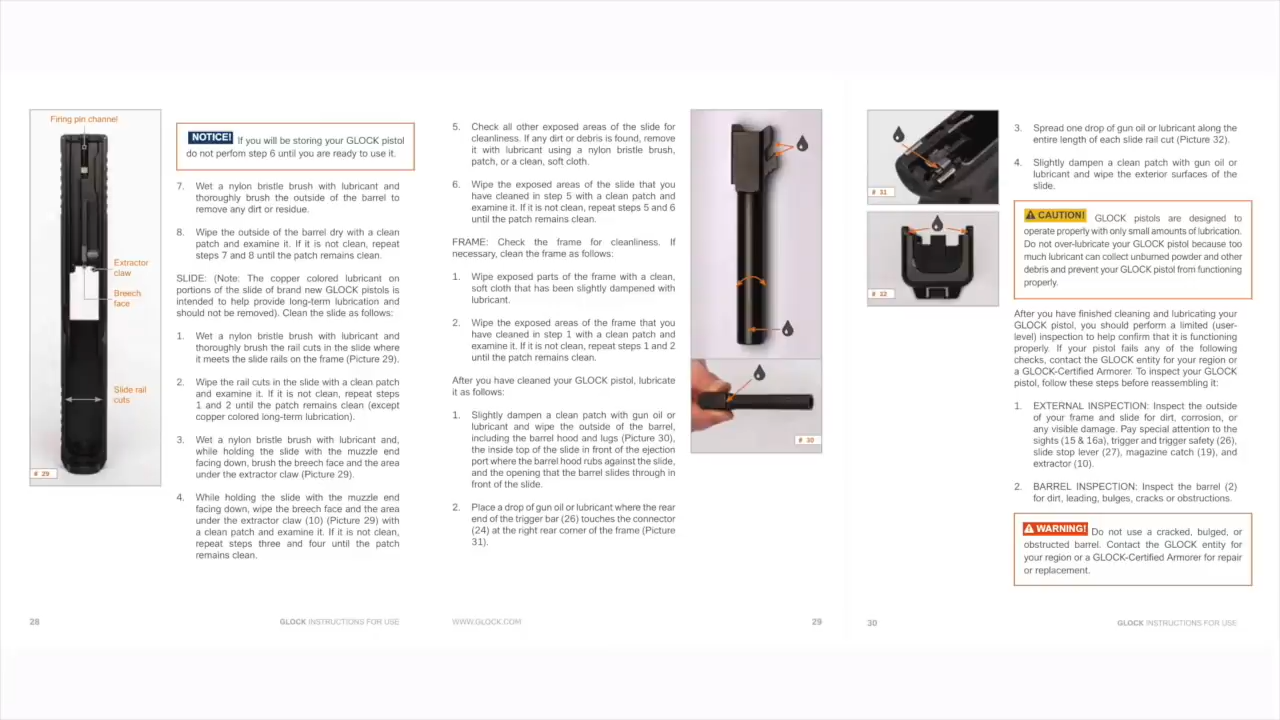 Firing pin channel
Extractor
claw
Breech
face
Slide rail
cuts
# 29
NOTICE! If you will be storing your GLOCK pistol
do not perfom step 6 until you are ready to use it.
7. Wet a nylon bristle brush with lubricant and
thoroughly brush the outside of the barrel to
remove any dirt or residue.
8. Wipe the outside of the barrel dry with a clean
patch and examine it. If it is not clean, repeat
steps 7 and 8 until the patch remains clean.
SLIDE: (Note: The copper colored lubricant on
portions of the slide of brand new GLOCK pistols is
intended to help provide long-term lubrication and
should not be removed). Clean the slide as follows:
1. Wet a nylon bristle brush with lubricant and
thoroughly brush the rail cuts in the slide where
it meets the slide rails on the frame (Picture 29).
2. Wipe the rail cuts in the slide with a clean patch
and examine it. If it is not clean, repeat steps
1 and 2 until the patch remains clean (except
copper colored long-term lubrication).
3. Wet a nylon bristle brush with lubricant and,
while holding the slide with the muzzle end
facing down, brush the breech face and the area
under the extractor claw (Picture 29).
4. While holding the slide with the muzzle end
facing down, wipe the breech face and the area
under the extractor claw (10) (Picture 29) with
a clean patch and examine it. If it is not clean,
repeat steps three and four until the patch
remains clean.
28
GLOCK INSTRUCTIONS FOR USE
5. Check all other exposed areas of the slide for
cleanliness. If any dirt or debris is found, remove
it with lubricant using a nylon bristle brush,
patch, or a clean, soft cloth.
6. Wipe the exposed areas of the slide that you
have cleaned in step 5 with a clean patch and
examine it. If it is not clean, repeat steps 5 and 6
until the patch remains clean.
FRAME: Check the frame for cleanliness. If
necessary, clean the frame as follows:
1. Wipe exposed parts of the frame with a clean,
soft cloth that has been slightly dampened with
lubricant.
2. Wipe the exposed areas of the frame that you
have cleaned in step 1 with a clean patch and
examine it. If it is not clean, repeat steps 1 and 2
until the patch remains clean.
After you have cleaned your GLOCK pistol, lubricate
it as follows:
1. Slightly dampen a clean patch with gun oil or
lubricant and wipe the outside of the barrel,
including the barrel hood and lugs (Picture 30),
the inside top of the slide in front of the ejection
port where the barrel hood rubs against the slide,
and the opening that the barrel slides through in
front of the slide.
2. Place a drop of gun oil or lubricant where the rear
end of the trigger bar (26) touches the connector
(24) at the right rear corner of the frame (Picture
31).
# 30
WWW.GLOCK.COM
29
# 31
# 32
3. Spread one drop of gun oil or lubricant along the
entire length of each slide rail cut (Picture 32).
4. Slightly dampen a clean patch with gun oil or
lubricant and wipe the exterior surfaces of the
slide.
CAUTION! GLOCK pistols are designed to
operate properly with only small amounts of lubrication.
Do not over-lubricate your GLOCK pistol because too
much lubricant can collect unburned powder and other
debris and prevent your GLOCK pistol from functioning
properly.
After you have finished cleaning and lubricating your
GLOCK pistol, you should perform a limited (user-
level) inspection to help confirm that it is functioning
properly. If your pistol fails any of the following
checks, contact the GLOCK entity for your region or
a GLOCK-Certified Armorer. To inspect your GLOCK
pistol, follow these steps before reassembling it:
1. EXTERNAL INSPECTION: Inspect the outside
of your frame and slide for dirt, corrosion, or
any visible damage. Pay special attention to the
sights (15 & 16a), trigger and trigger safety (26),
slide stop lever (27), magazine catch (19), and
extractor (10).
2. BARREL INSPECTION: Inspect the barrel (2)
for dirt, leading, bulges, cracks or obstructions.
WARNING! Do not use a cracked, bulged, or
obstructed barrel. Contact the GLOCK entity for
your region or a GLOCK-Certified Armorer for repair
or replacement.
30
GLOCK INSTRUCTIONS FOR USE